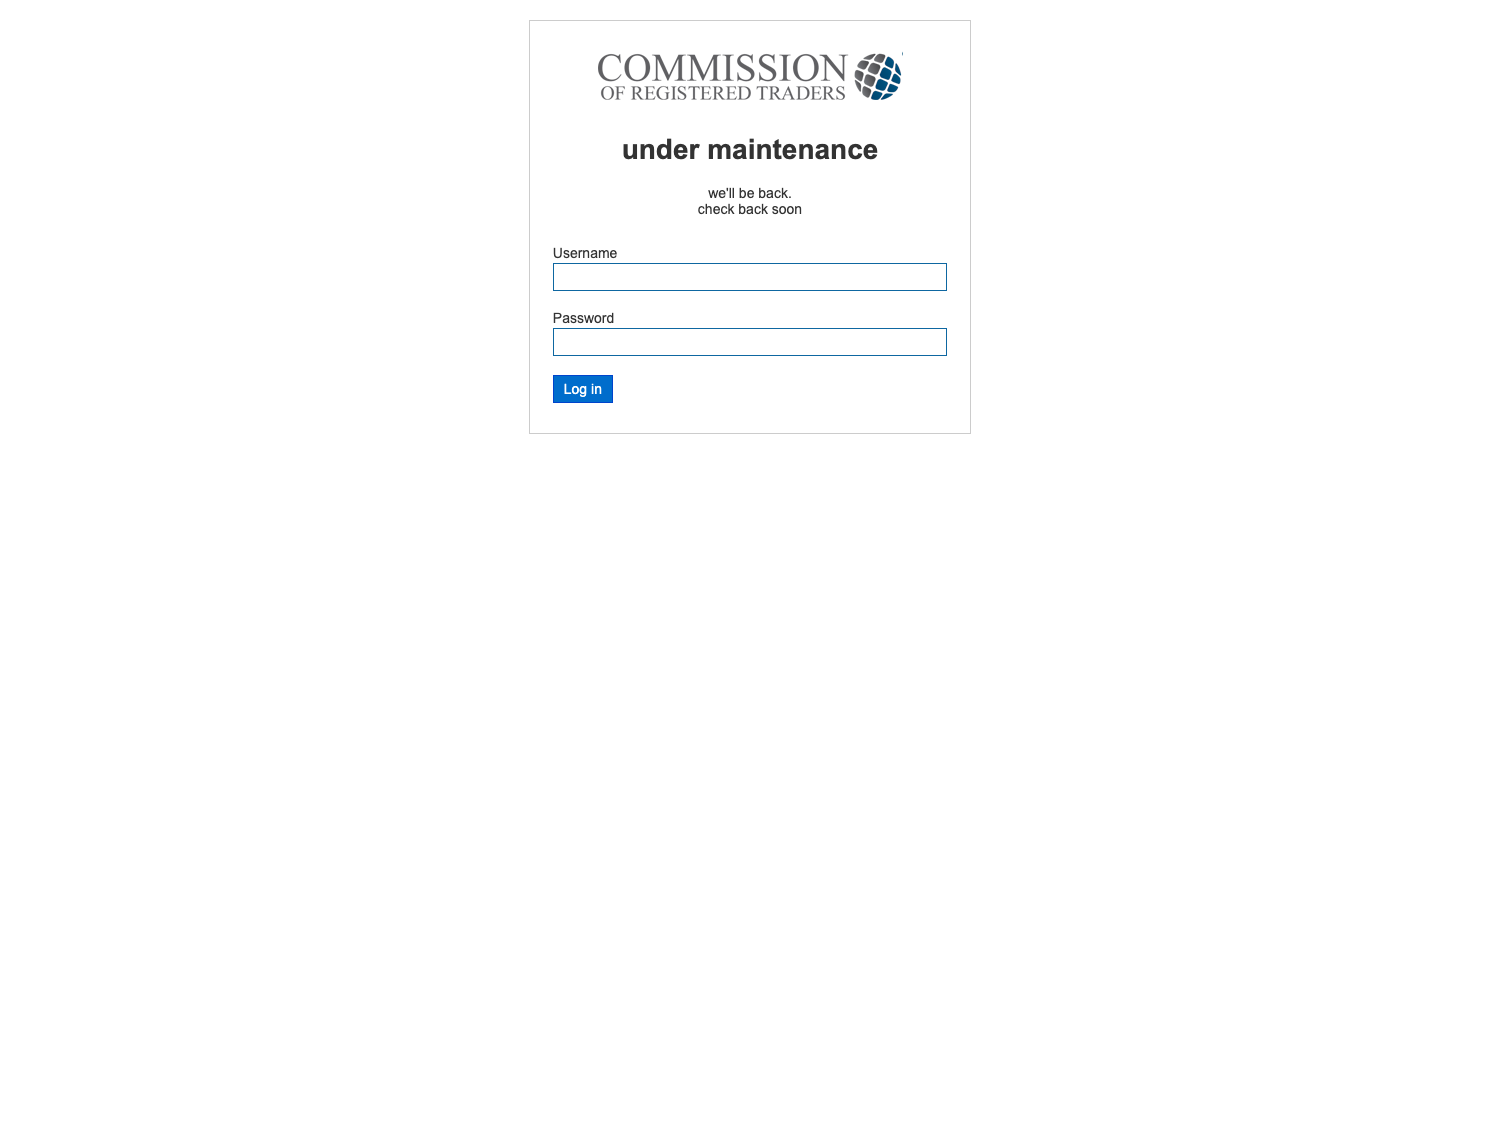 COMMISSION
OF REGISTERED TRADERS
under maintenance
we'll be back.
check back soon
Username
Password
Log in